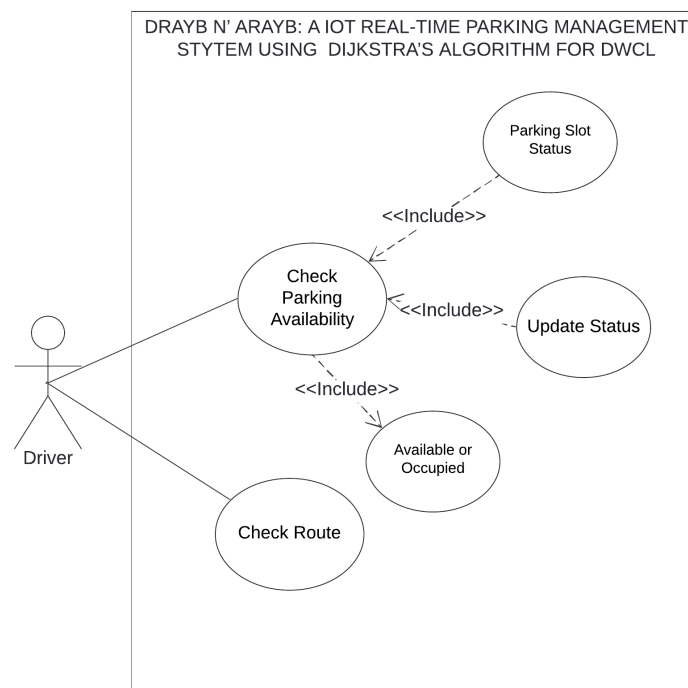 DRAYB N’ ARAYB: A IOT REAL-TIME PARKING MANAGEMENT
STYTEM USING DIJKSTRA’S ALGORITHM FOR DWCL
Parking Slot
Status
<<Include>>
Check
Parking
Availability
<<Include>>
Update Status
<<Include>>
Available or
Occupied
Driver
Check Route